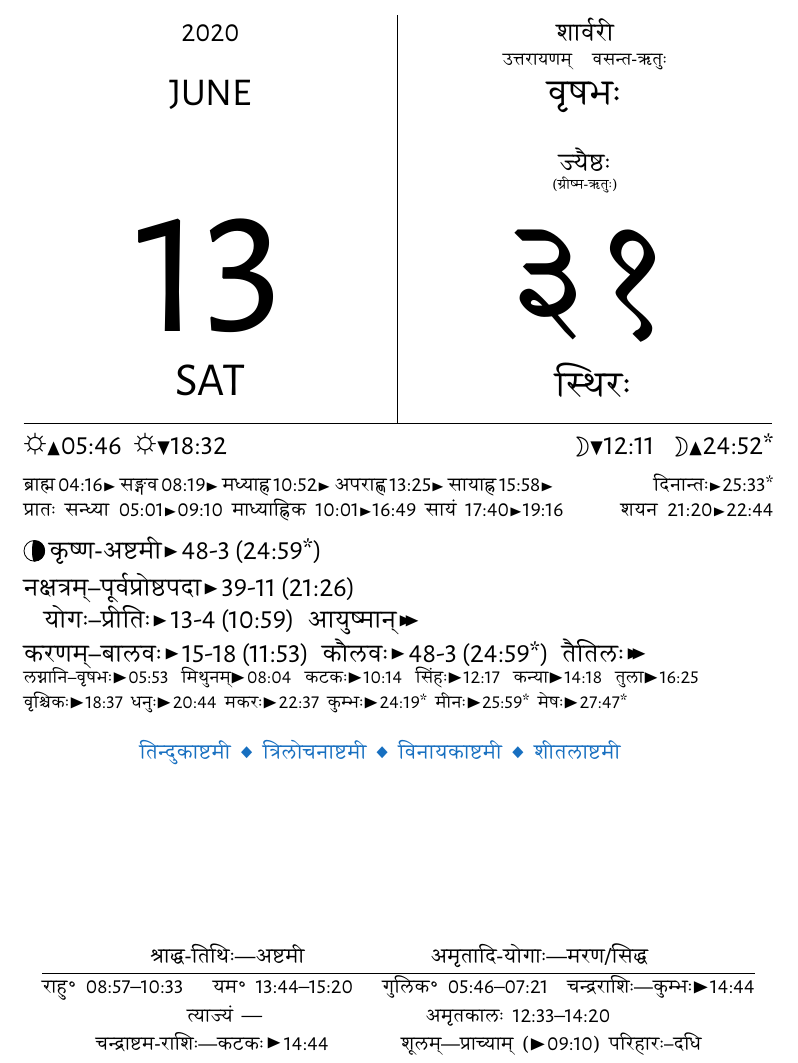 2020
JUNE
13
SAT
शार्वरी
उत्तरायणम् वसन्त-ऋतुः
वृषभः
ज्यैष्ठः
(ग्रीष्म-ऋतुः)
३१
स्थिरः
☼▲05:46 ☼▼18:32 ☽▼12:11 ☽▲24:52*
ब्राह्म 04:16► सङ्गव 08:19► मध्याह्न 10:52► अपराह्ण 13:25► सायाह्न 15:58► दिनान्तः►25:33*
प्रातः सन्ध्या 05:01►09:10 माध्याह्निक 10:01►16:49 सायं 17:40►19:16 शयन 21:20►22:44
कृष्ण-अष्टमी►48-3 (24:59*)
नक्षत्रम्–पूर्वप्रोष्ठपदा►39-11 (21:26)
योगः–प्रीतिः►13-4 (10:59) आयुष्मान्►►
करणम्–बालवः►15-18 (11:53) कौलवः►48-3 (24:59*) तैतिलः►►
लग्नानि–वृषभः►05:53 मिथुनम्►08:04 कटकः►10:14 सिंहः►12:17 कन्या►14:18 तुला►16:25
वृश्चिकः►18:37 धनुः►20:44 मकरः►22:37 कुम्भः►24:19* मीनः►25:59* मेषः►27:47*
तिन्दुकाष्टमी ◆ त्रिलोचनाष्टमी ◆ विनायकाष्टमी ◆ शीतलाष्टमी
श्राद्ध-तिथिः—अष्टमी अमृतादि-योगाः—मरण/सिद्ध
राहु॰ 08:57–10:33 यम॰ 13:44–15:20 गुलिक॰ 05:46–07:21 चन्द्रराशिः—कुम्भः►14:44
त्याज्यं — अमृतकालः 12:33–14:20
चन्द्राष्टम-राशिः—कटकः►14:44 शूलम्—प्राच्याम् (►09:10) परिहारः–दधि